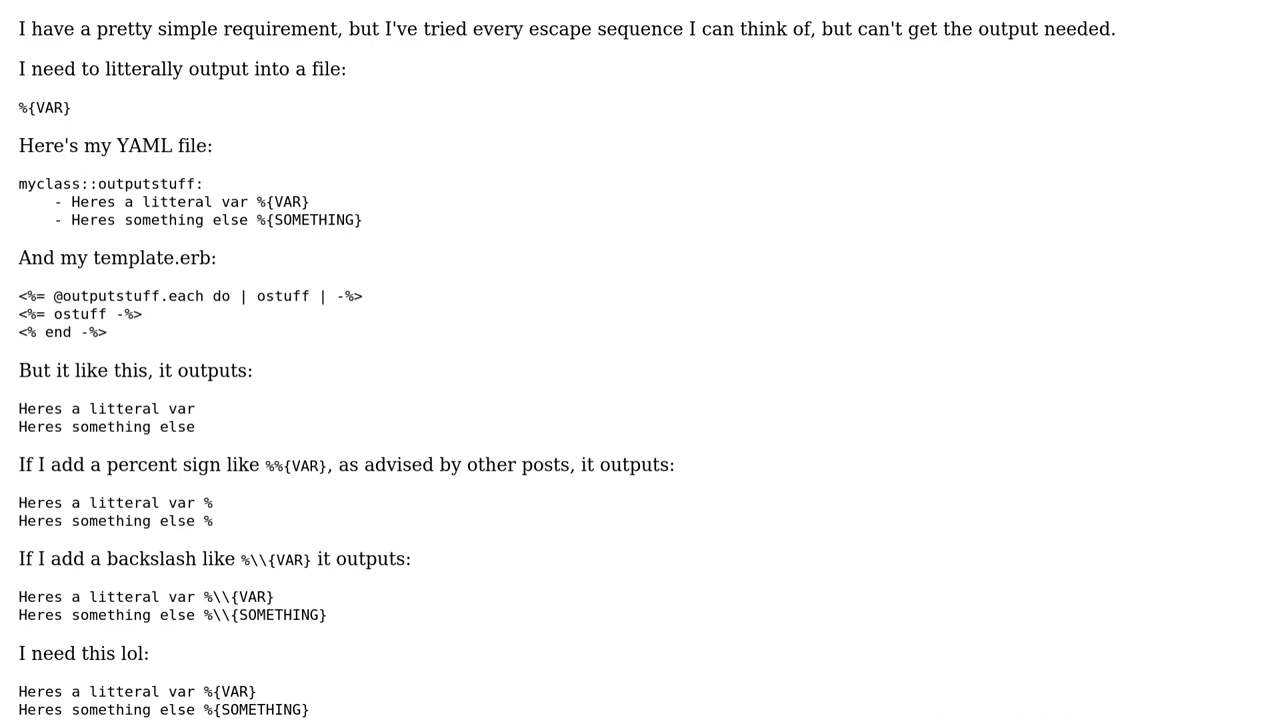 I have a pretty simple requirement, but I've tried every escape sequence I can think of, but can't get the output needed.
I need to litterally output into a file:
%{VAR}
Here's my YAML file:
myclass::outputstuff:
    - Heres a litteral var %{VAR}
    - Heres something else %{SOMETHING}
And my template.erb:
<%= @outputstuff.each do | ostuff | -%>
<%= ostuff -%>
<% end -%>
But it like this, it outputs:
Heres a litteral var
Heres something else
If I add a percent sign like %%{VAR}, as advised by other posts, it outputs:
Heres a litteral var %
Heres something else %
If I add a backslash like %\\{VAR} it outputs:
Heres a litteral var %\\{VAR}
Heres something else %\\{SOMETHING}
I need this lol:
Heres a litteral var %{VAR}
Heres something else %{SOMETHING}